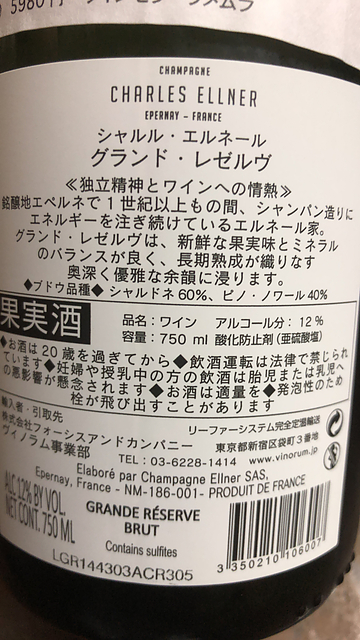 CHAMPAGNE
CHARLES ELLNER
EPERNAY – FRANCE
シャルル・エルネール
グランド・レゼルヴ
≪独立精神とワインへの情熱≫
銘醸地エペルネで1世紀以上もの間、シャンパン造りに
エネルギーを注ぎ続けているエルネール家。
グランド・レゼルヴは、新鮮な果実味とミネラル
のバランスが良く、長期熟成が織りなす
奥深く優雅な余韻に浸ります。
◆ブドウ品種◆ シャルドネ 60%、ピノ・ノワール 40%
果実酒
品名：ワイン アルコール分：12%
容量：750 ml 酸化防止剤（亜硫酸塩）
◆お酒は20歳を過ぎてから◆飲酒運転は法律で禁じられ
ています◆妊婦や授乳中の方の飲酒は胎児または乳児へ
の悪影響が懸念されます◆お酒は適量を◆発泡性のため
栓が飛び出すことがあります
輸入者・引取先
リーファーシステム完全定温輸送
株式会社フォーシスアンドカンパニー
東京都新宿区袋町3番地
ヴィノラム事業部
TEL：03-6228-1414 www.vinorum.jp
Elaboré par Champagne Ellner SAS,
Epernay, France - NM-186-001- PRODUIT DE FRANCE
ALC 12% BY VOL.
NET CONT. 750 ML
GRANDE RÉSERVE
BRUT
Contains sulfites
LGR144303ACR305
3 350210 106007